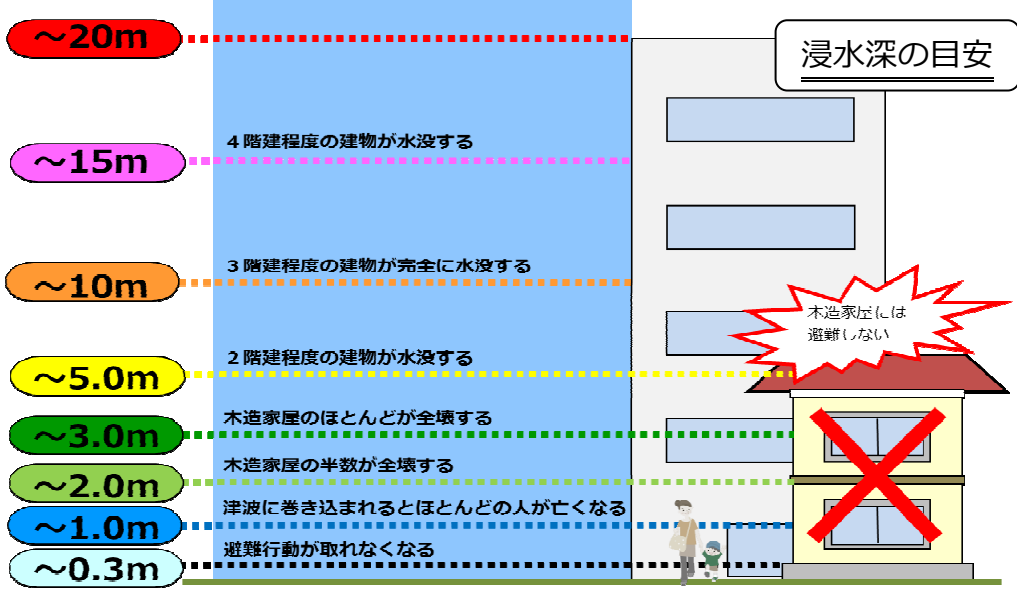 浸水深の目安
～20m
4階建程度の建物が水没する
～15m
3階建程度の建物が完全に水没する
～10m
木造家屋には
避難しない
2階建程度の建物が水没する
～5.0m
木造家屋のほとんどが全壊する
～3.0m
木造家屋の半数が全壊する
～2.0m
津波に巻き込まれるとほとんどの人が亡くなる
～1.0m
避難行動が取れなくなる
～0.3m